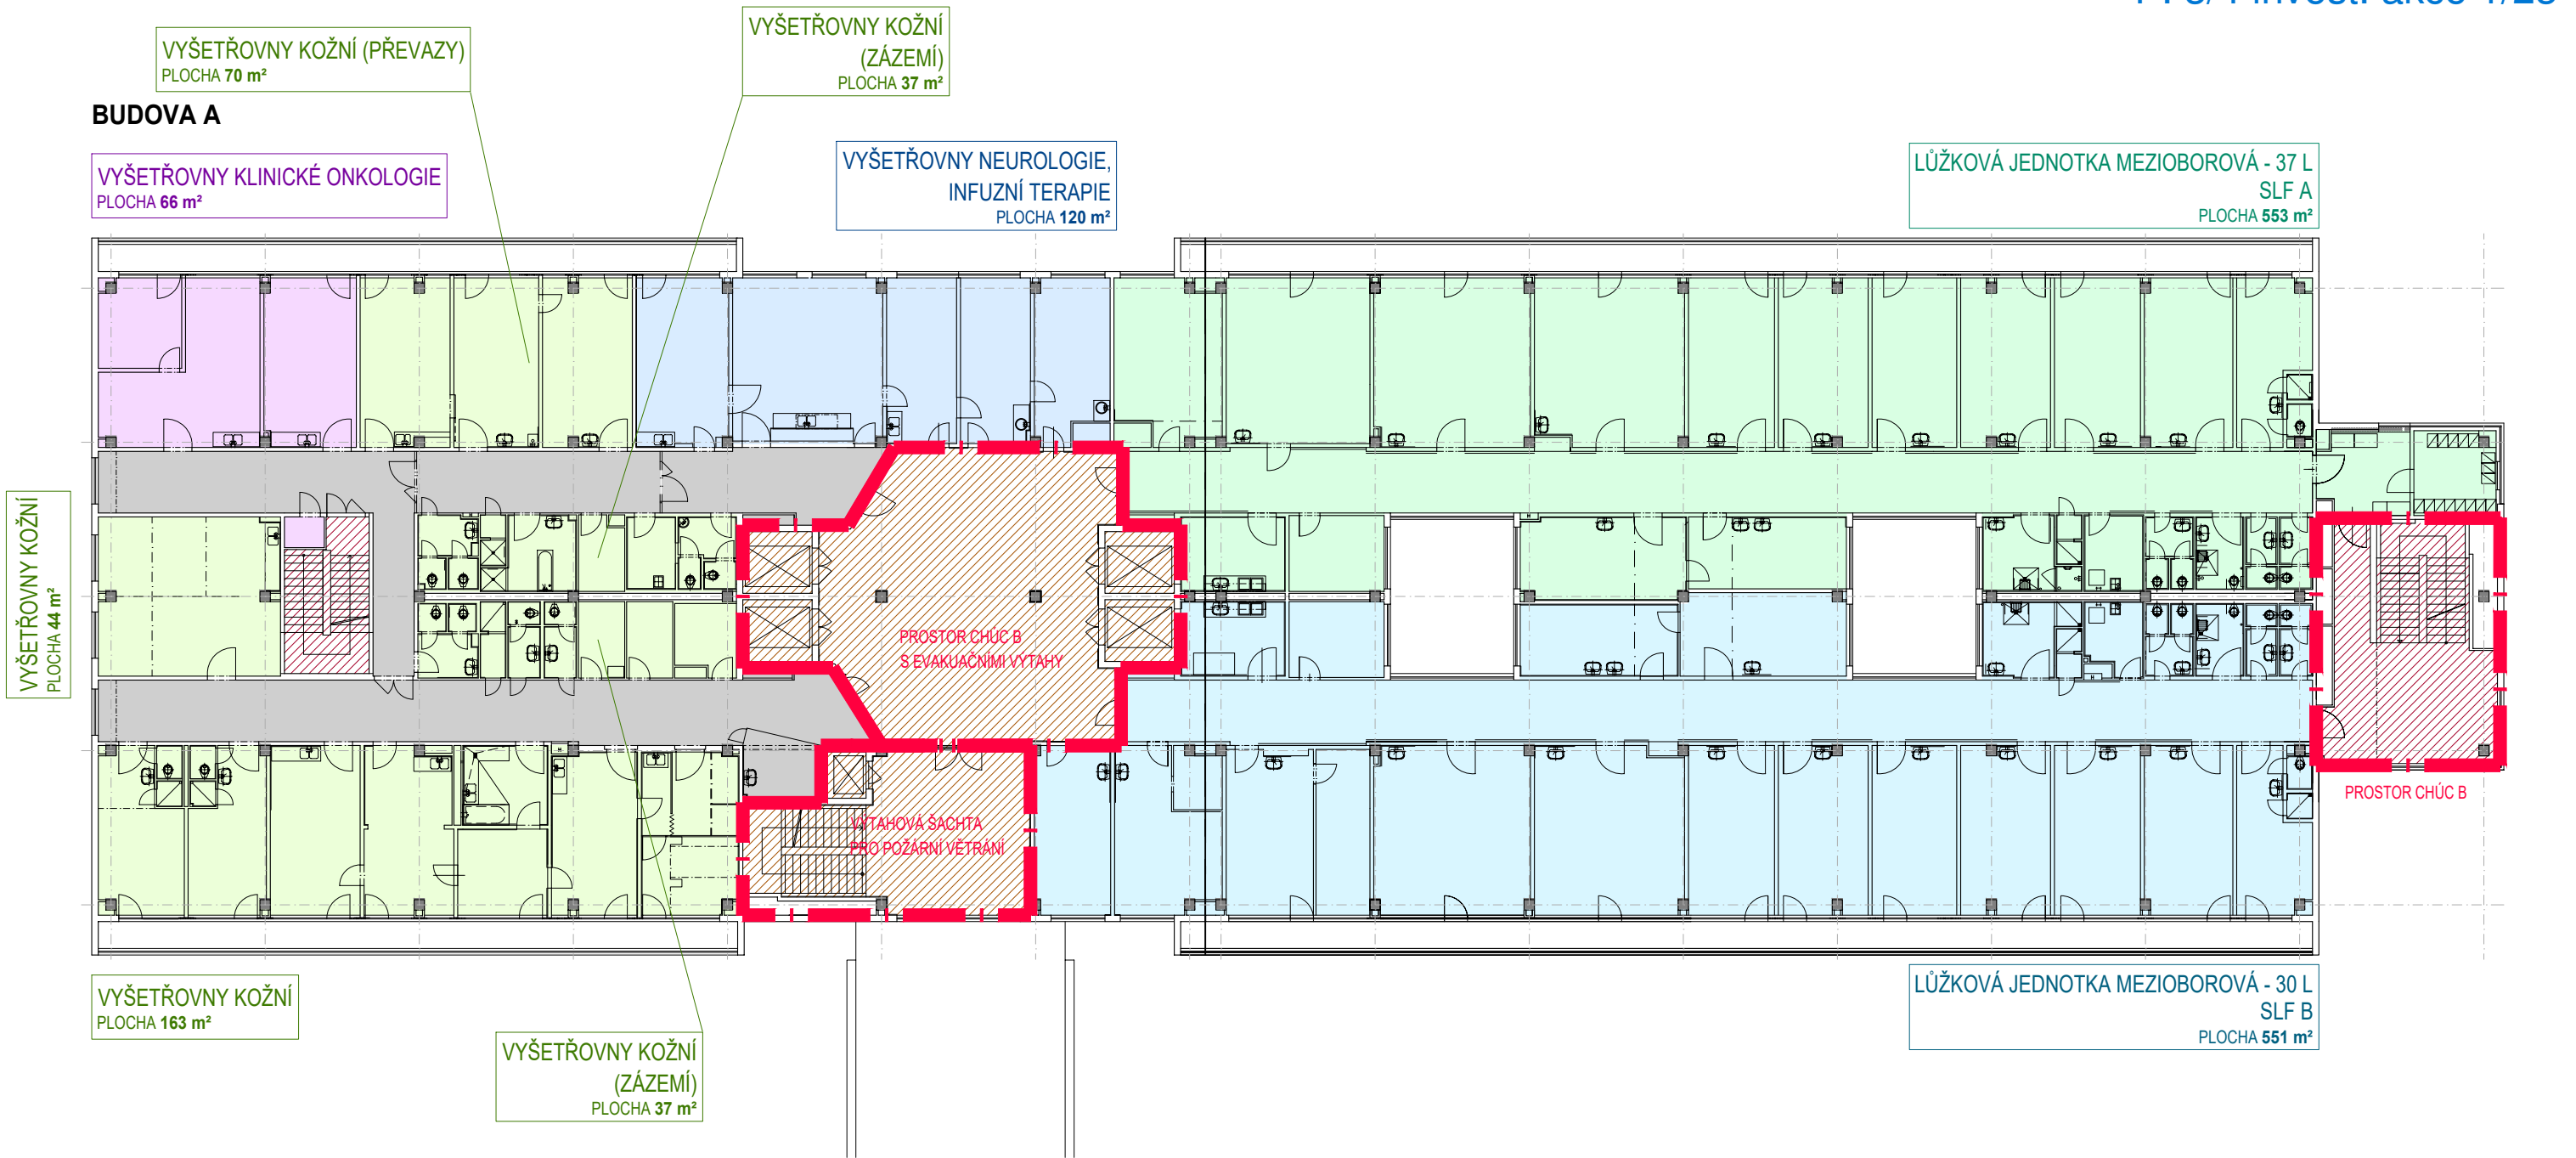 VYŠETŘOVNY KOŽNÍ (PŘEVAZY)
PLOCHA 70 m²
VYŠETŘOVNY KOŽNÍ
(ZÁZEMÍ)
PLOCHA 37 m²
BUDOVA A
VYŠETŘOVNY KLINICKÉ ONKOLOGIE
PLOCHA 66 m²
VYŠETŘOVNY NEUROLOGIE,
INFUZNÍ TERAPIE
PLOCHA 120 m²
LŮŽKOVÁ JEDNOTKA MEZIOBOROVÁ - 37 L
SLF A
PLOCHA 553 m²
VYŠETŘOVNY KOŽNÍ
PLOCHA 44 m²
PROSTOR CHÚC B
S EVAKUAČNÍMI VÝTAHY
PROSTOR CHÚC B
VÝTAHOVÁ ŠACHTA
PRO POŽÁRNÍ VĚTRÁNÍ
VYŠETŘOVNY KOŽNÍ
PLOCHA 163 m²
VYŠETŘOVNY KOŽNÍ
(ZÁZEMÍ)
PLOCHA 37 m²
LŮŽKOVÁ JEDNOTKA MEZIOBOROVÁ - 30 L
SLF B
PLOCHA 551 m²